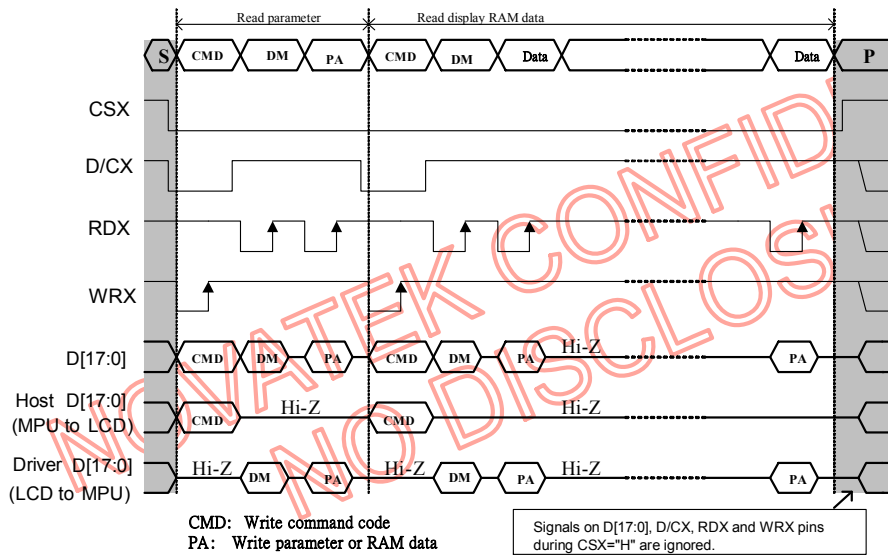 Read parameter Read display RAM data
S CMD DM PA CMD DM Data Data P
CSX
D/CX
RDX
WRX
D[17:0] CMD DM PA CMD DM PA Hi-Z PA
Host D[17:0]
(MPU to LCD) CMD Hi-Z CMD Hi-Z
Driver D[17:0]
(LCD to MPU) Hi-Z DM PA Hi-Z DM PA Hi-Z PA
CMD: Write command code
PA: Write parameter or RAM data
Signals on D[17:0], D/CX, RDX and WRX pins
during CSX="H" are ignored.
NOVATEK CONFID
NO DISCLOS